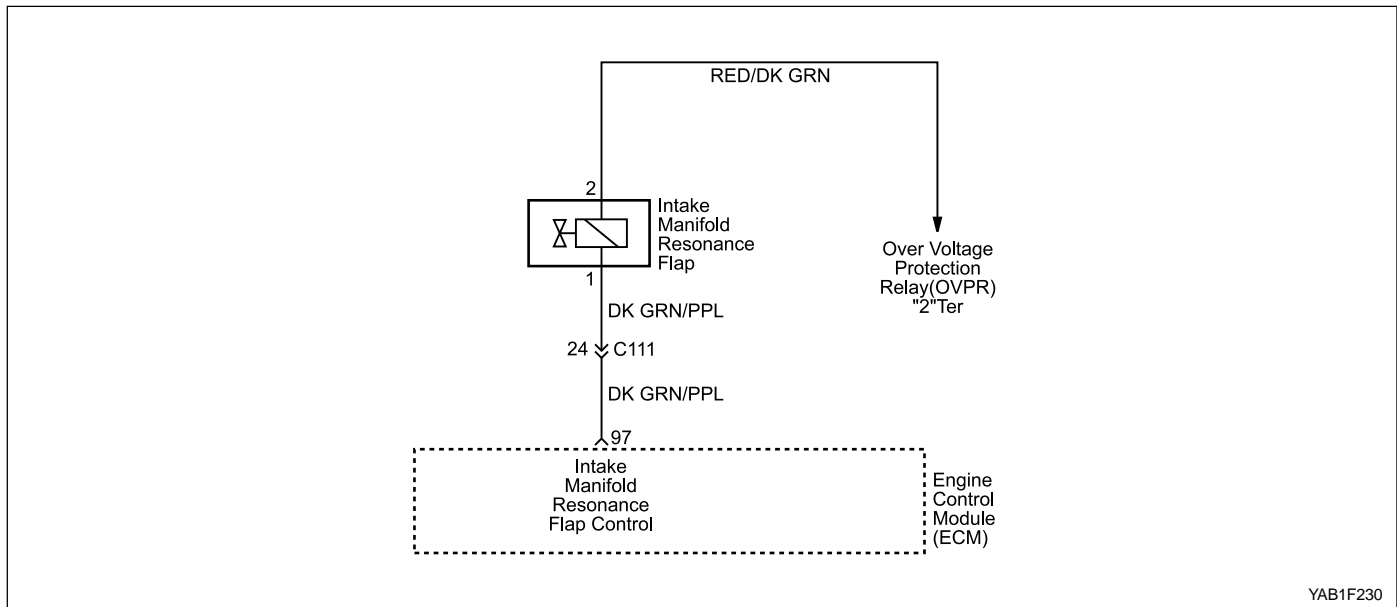 RED/DK GRN
2
Intake
Manifold
Resonance
Flap
1
Over Voltage
Protection
Relay(OVPR)
"2"Ter
DK GRN/PPL
24 C111
DK GRN/PPL
97
Intake
Manifold
Resonance
Flap Control
Engine
Control
Module
(ECM)
YAB1F230